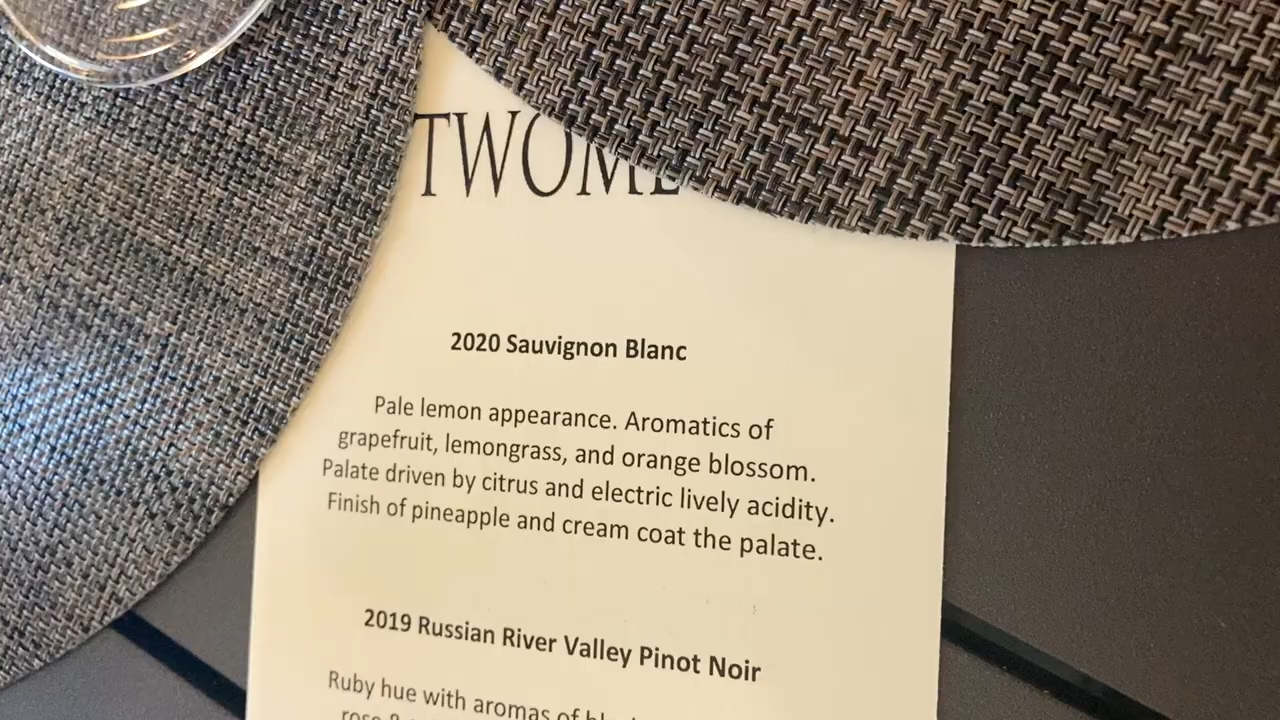 TWOME
2020 Sauvignon Blanc
Pale lemon appearance. Aromatics of
grapefruit, lemongrass, and orange blossom.
Palate driven by citrus and electric lively acidity.
Finish of pineapple and cream coat the palate.
2019 Russian River Valley Pinot Noir
Ruby hue with aromas of
rose &